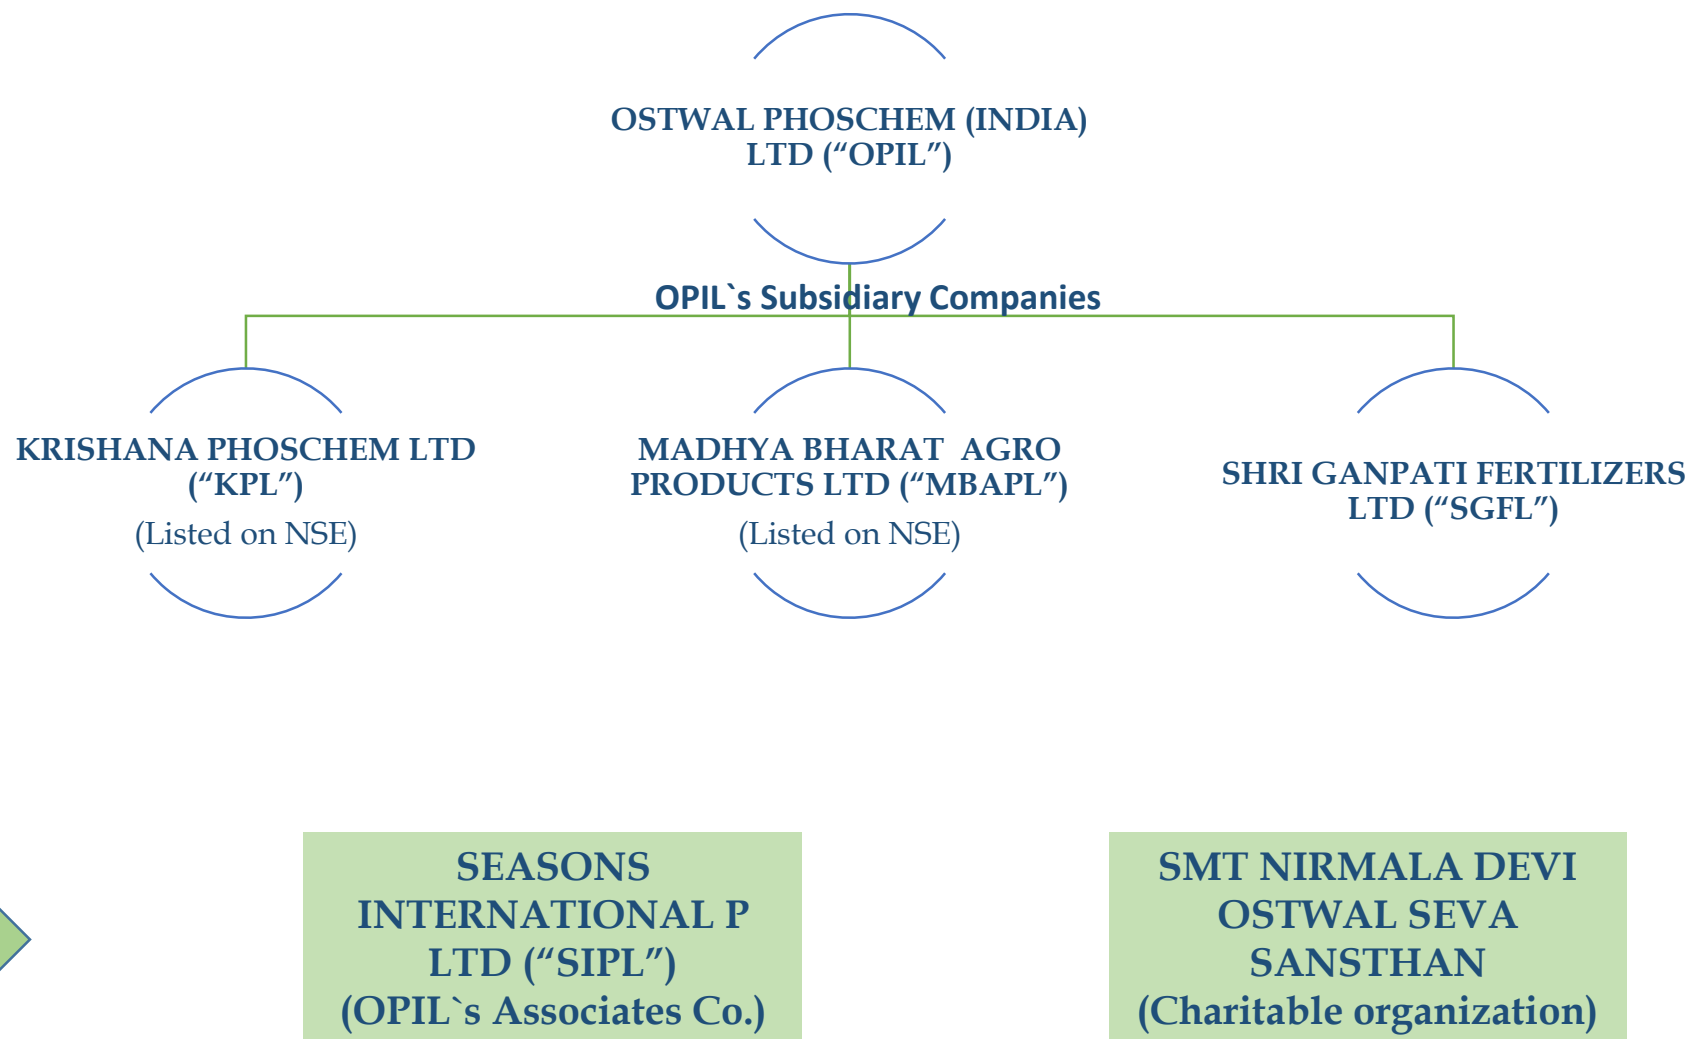 OSTWAL PHOSCHEM (INDIA)
LTD (“OPIL”)
OPIL`s Subsidiary Companies
KRISHANA PHOSCHEM LTD
(“KPL”)
(Listed on NSE)
MADHYA BHARAT AGRO
PRODUCTS LTD (“MBAPL”)
(Listed on NSE)
SHRI GANPATI FERTILIZERS
LTD (“SGFL”)
SEASONS
INTERNATIONAL P
LTD (“SIPL”)
(OPIL`s Associates Co.)
SMT NIRMALA DEVI
OSTWAL SEVA
SANSTHAN
(Charitable organization)